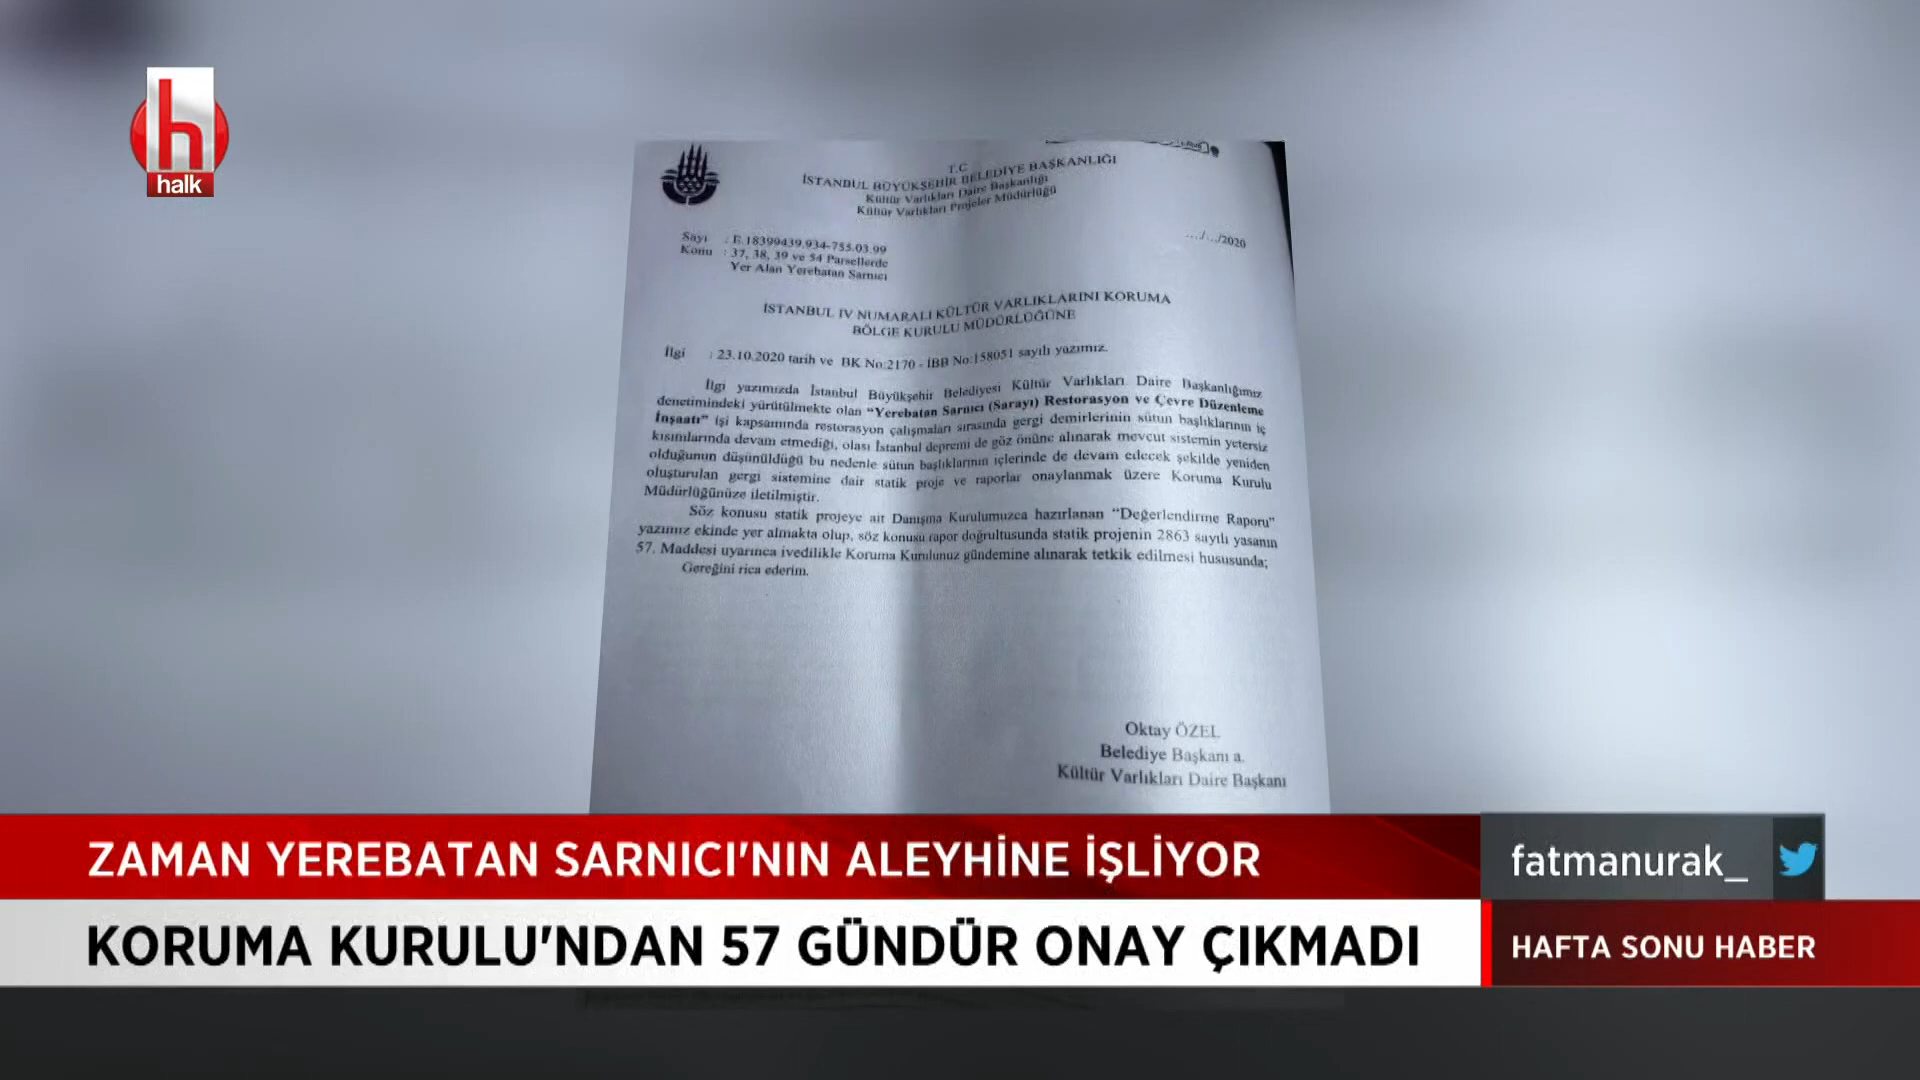 h
halk
T.C
İSTANBUL BÜYÜKŞEHİR BELEDİYE BAŞKANLIĞI
Kültür Varlıkları Daire Başkanlığı
Kültür Varlıkları Projeler Müdürlüğü
Sayı : E.18399439.934-755.03.99
Konu : 37, 38, 39 ve 54 Parsellerde
Yer Alan Yerebatan Sarnıcı
.../.../2020
İSTANBUL IV NUMARALI KÜLTÜR VARLIKLARINI KORUMA
BÖLGE KURULU MÜDÜRLÜĞÜNE
İlgi : 23.10.2020 tarih ve BK No:2170 - İBB No:158051 sayılı yazımız.
İlgi yazımızda İstanbul Büyükşehir Belediyesi Kültür Varlıkları Daire Başkanlığımız
denetimindeki yürütülmekte olan "Yerebatan Sarnıcı (Sarayı) Restorasyon ve Çevre Düzenleme
İnşaatı" işi kapsamında restorasyon çalışmaları sırasında gergi demirlerinin sütun başlıklarının iç
kısımlarında devam etmediği, olası İstanbul depremi de göz önüne alınarak mevcut sistemin yetersiz
olduğunun düşünüldüğü bu nedenle sütun başlıklarının içlerinde de devam edecek şekilde yeniden
oluşturulan gergi sistemine dair statik proje ve raporlar onaylanmak üzere Koruma Kurulu
Müdürlüğünüze iletilmiştir.
Söz konusu statik projeye ait Danışma Kurulumuzca hazırlanan "Değerlendirme Raporu"
yazımız ekinde yer almakta olup, söz konusu rapor doğrultusunda statik projenin 2863 sayılı yasanın
57. Maddesi uyarınca ivedilikle Koruma Kurulunuz gündemine alınarak tetkik edilmesi hususunda;
Gereğini rica ederim.
Oktay ÖZEL
Belediye Başkanı a.
Kültür Varlıkları Daire Başkanı
ZAMAN YEREBATAN SARNICI'NIN ALEYHİNE İŞLİYOR
fatmanurak_
KORUMA KURULU'NDAN 57 GÜNDÜR ONAY ÇIKMADI
HAFTA SONU HABER